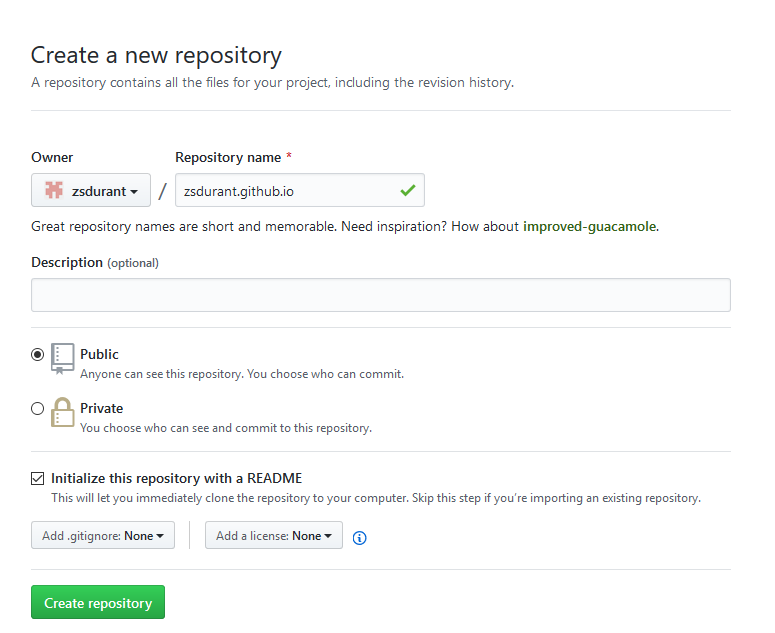 Create a new repository
A repository contains all the files for your project, including the revision history.
Owner Repository name *
zsdurant / zsdurant.github.io
Great repository names are short and memorable. Need inspiration? How about improved-guacamole.
Description (optional)
Public
Anyone can see this repository. You choose who can commit.
Private
You choose who can see and commit to this repository.
Initialize this repository with a README
This will let you immediately clone the repository to your computer. Skip this step if you’re importing an existing repository.
Add .gitignore: None Add a license: None
Create repository